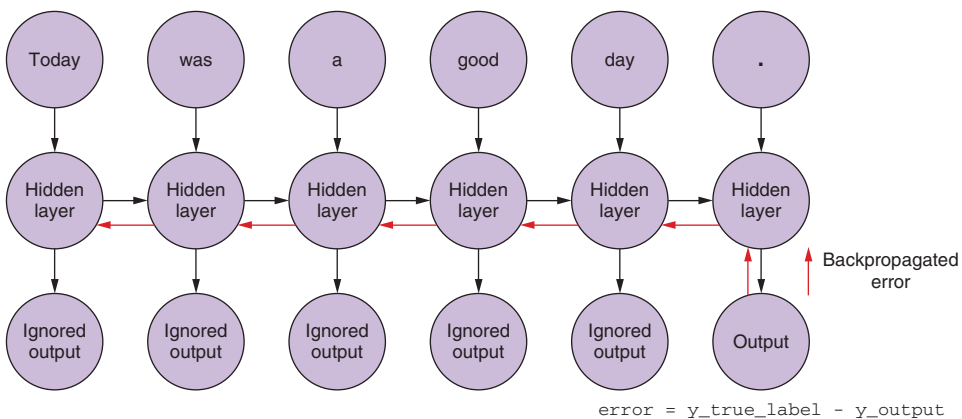 Today was a good day .
Hidden layer Hidden layer Hidden layer Hidden layer Hidden layer Hidden layer
Backpropagated
error
Ignored output Ignored output Ignored output Ignored output Ignored output Output
error = y_true_label - y_output